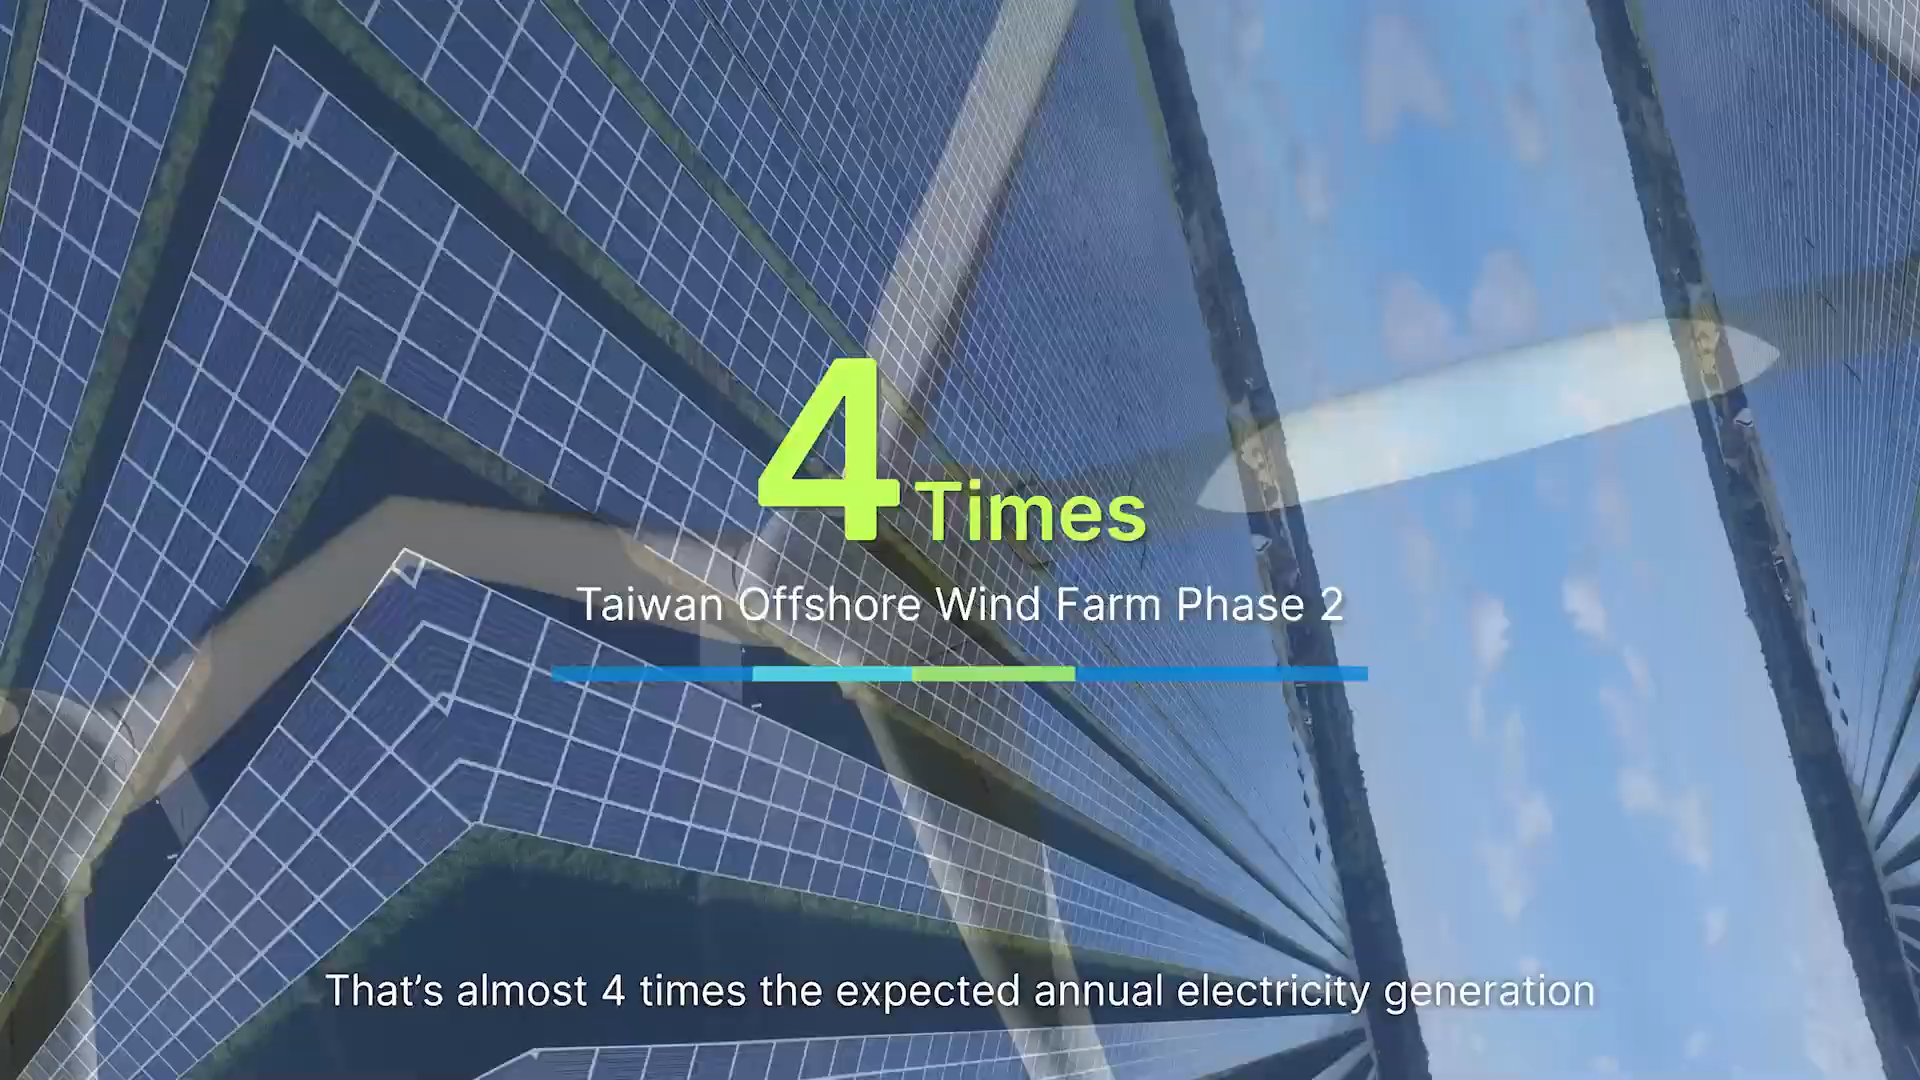 4 Times
Taiwan Offshore Wind Farm Phase 2
That’s almost 4 times the expected annual electricity generation